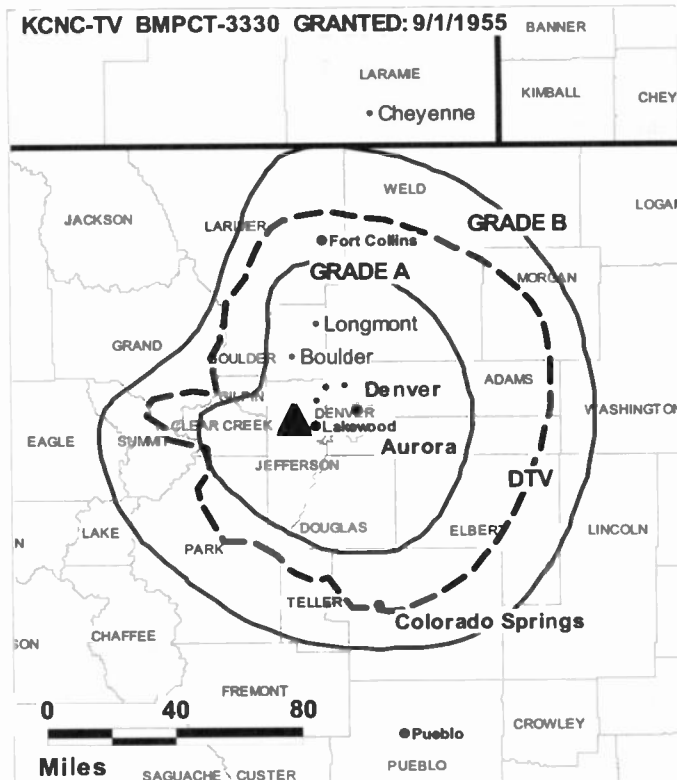 KCNC-TV BMPCT-3330 GRANTED: 9/1/1955
BANNER
LARAMIE
KIMBALL
CHEY
Cheyenne
WELD
LOGAN
JACKSON
LARIMER
GRADE B
Fort Collins
GRADE A
MORGAN
Longmont
GRAND
BOULDER
Boulder
ADAMS
GILPIN
Denver
DENVER
WASHINGTON
CLEAR CREEK
Lakewood
EAGLE
SUMMIT
Aurora
JEFFERSON
DTV
DOUGLAS
ELBERT
LINCOLN
LAKE
N
PARK
TELLER
Colorado Springs
CHAFFEE
SON
FREMONT
0 40 80
CROWLEY
Pueblo
Miles
PUEBLO
SAGUACHE
CUSTER